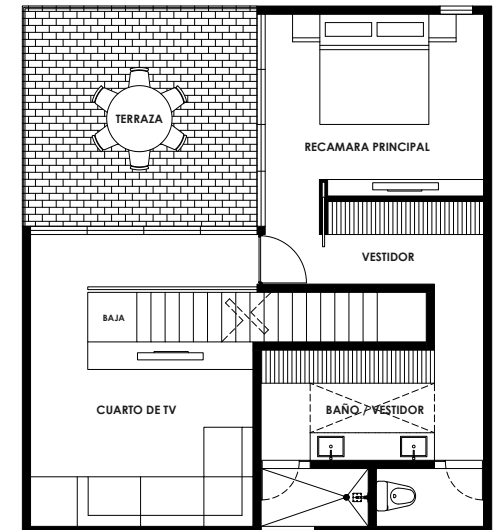 TERRAZA
RECAMARA PRINCIPAL
VESTIDOR
BAJA
CUARTO DE TV
BAÑO / VESTIDOR